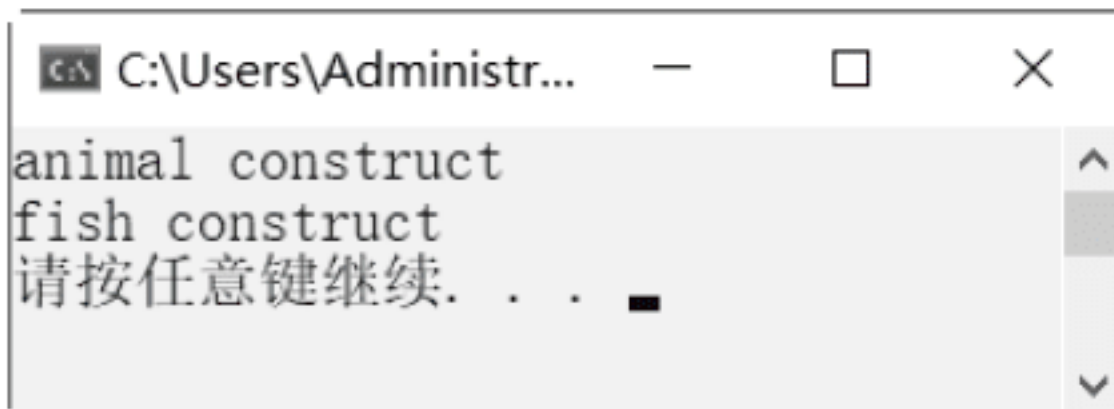 C:\Users\Administr...
animal construct
fish construct
请按任意键继续. . .